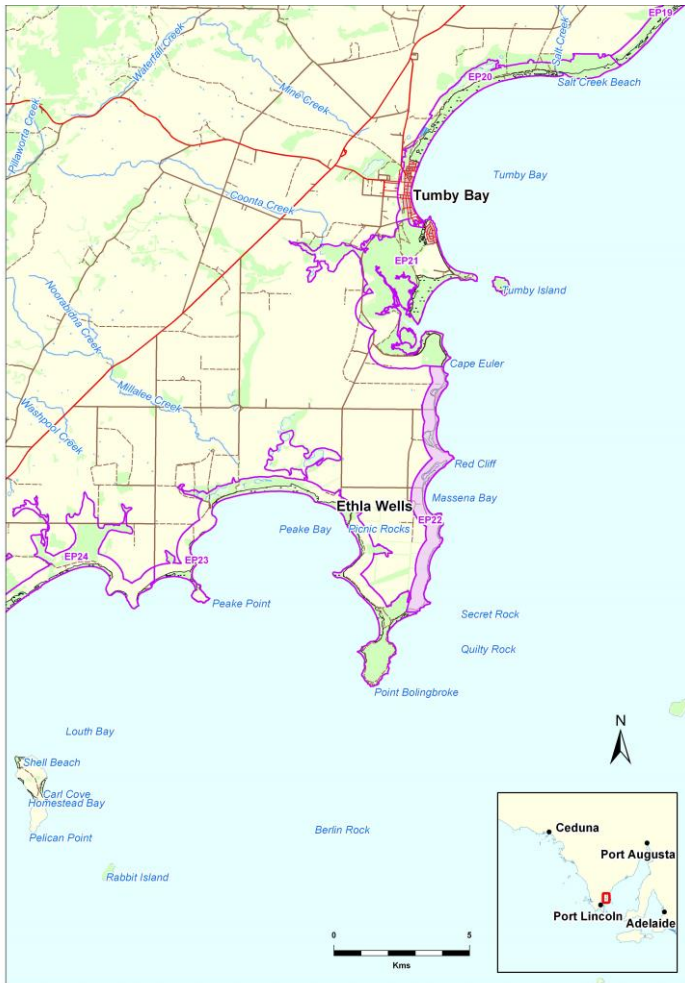 EP19
Waterfall Creek
Salt Creek
EP20
Salt Creek Beach
Mine Creek
Pillaworta Creek
Tumby Bay
Tumby Bay
Coonta Creek
EP21
Tumby Island
Noorabidna Creek
Cape Euler
Millalee Creek
Washpool Creek
Red Cliff
Massena Bay
Ethla Wells
EP22
Peake Bay
Picnic Rocks
EP24
EP23
Peake Point
Secret Rock
Quilty Rock
Point Bolingbroke
Louth Bay
N
Shell Beach
Carl Cove
Homestead Bay
Berlin Rock
Pelican Point
Rabbit Island
Ceduna
Port Augusta
Port Lincoln
Adelaide
0
5
Kms